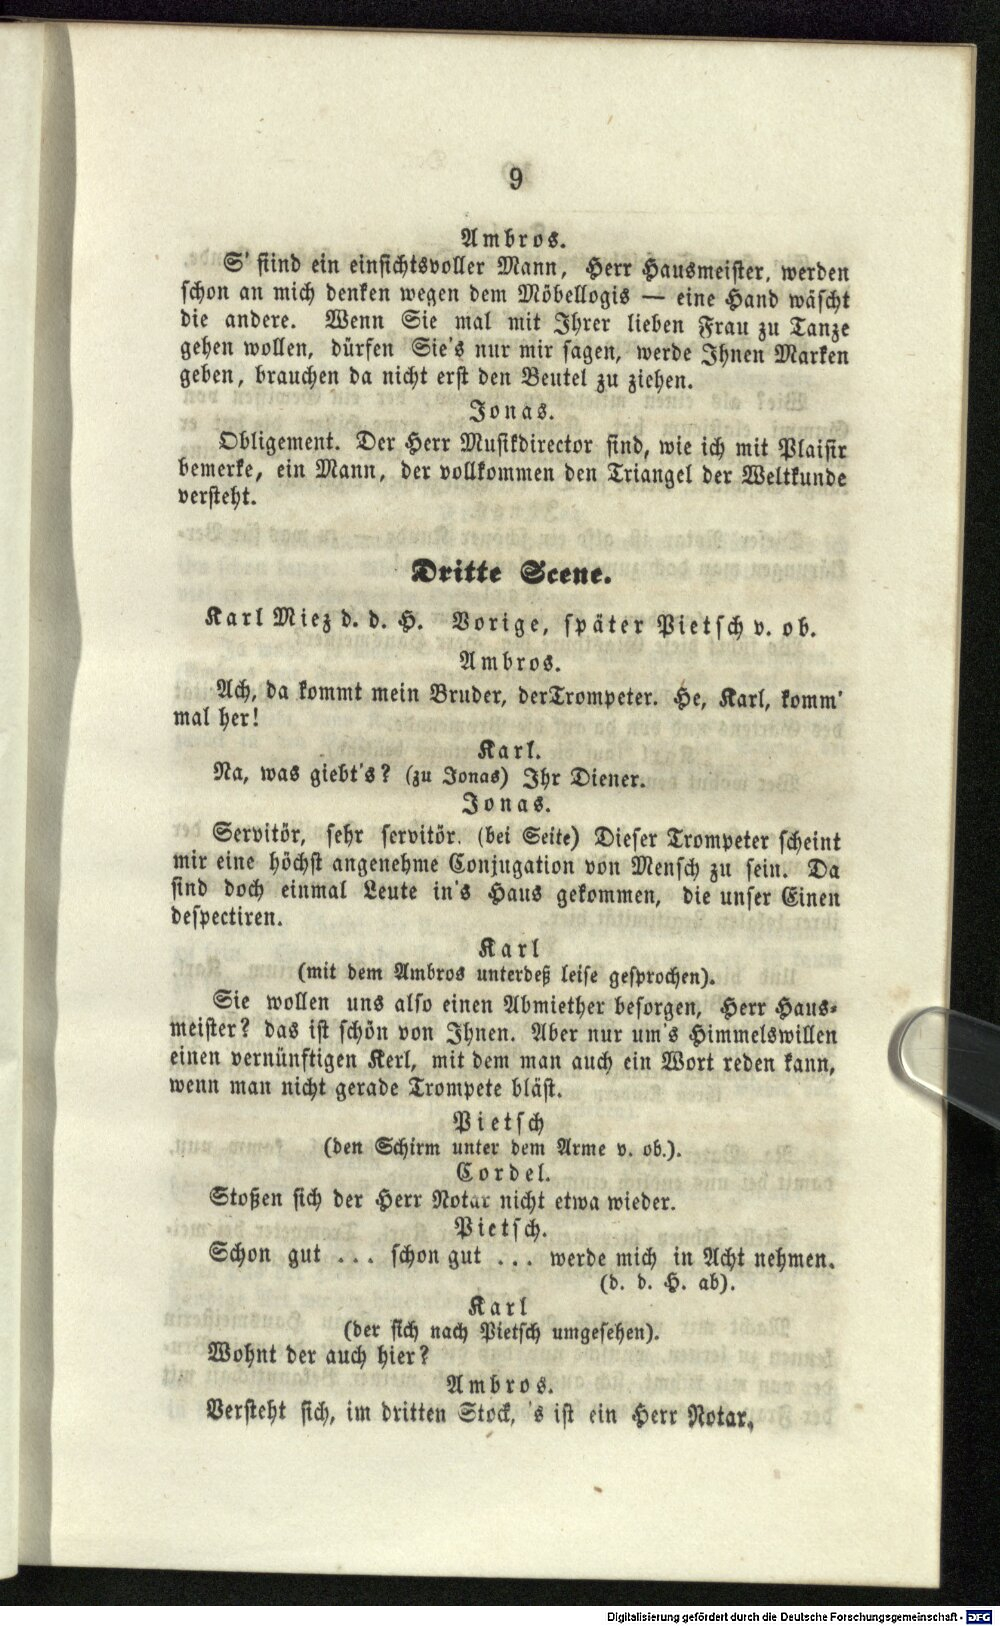 9
Ambros.
S' stind ein einsichtsvoller Mann, Herr Hausmeister, werden
schon an mich denken wegen dem Möbellogis — eine Hand wäscht
die andere. Wenn Sie mal mit Ihrer lieben Frau zu Tanze
gehen wollen, dürfen Sie's nur mir sagen, werde Ihnen Marken
geben, brauchen da nicht erst den Beutel zu ziehen.
Jonas.
Obligement. Der Herr Musikdirector sind, wie ich mit Plaisir
bemerke, ein Mann, der vollkommen den Triangel der Weltkunde
versteht.
Dritte Scene.
Karl Miez d. d. H. Vorige, später Pietsch v. ob.
Ambros.
Ach, da kommt mein Bruder, derTrompeter. He, Karl, komm'
mal her!
Karl.
Na, was giebt's? (zu Jonas) Ihr Diener.
Jonas.
Servitör, sehr servitör. (bei Seite) Dieser Trompeter scheint
mir eine höchst angenehme Conjugation von Mensch zu sein. Da
sind doch einmal Leute in's Haus gekommen, die unser Einen
despectiren.
Karl
(mit dem Ambros unterdeß leise gesprochen).
Sie wollen uns also einen Abmiether besorgen, Herr Haus-
meister? das ist schön von Ihnen. Aber nur um's Himmelswillen
einen vernünftigen Kerl, mit dem man auch ein Wort reden kann,
wenn man nicht gerade Trompete bläst.
Pietsch
(den Schirm unter dem Arme v. ob.).
Cordel.
Stoßen sich der Herr Notar nicht etwa wieder.
Pietsch.
Schon gut . . . schon gut . . . werde mich in Acht nehmen.
(d. d. H. ab).
Karl
(der sich nach Pietsch umgesehen).
Wohnt der auch hier?
Ambros.
Versteht sich, im dritten Stock, 's ist ein Herr Notar.
Digitalisierung gefördert durch die Deutsche Forschungsgemeinschaft - DFG